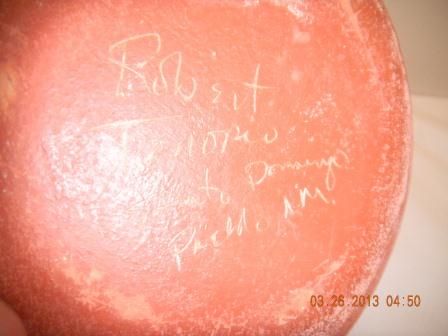 Robert
Tenorio
Santo Domingo
Pueblo N.M.
03.26.2013 04:50